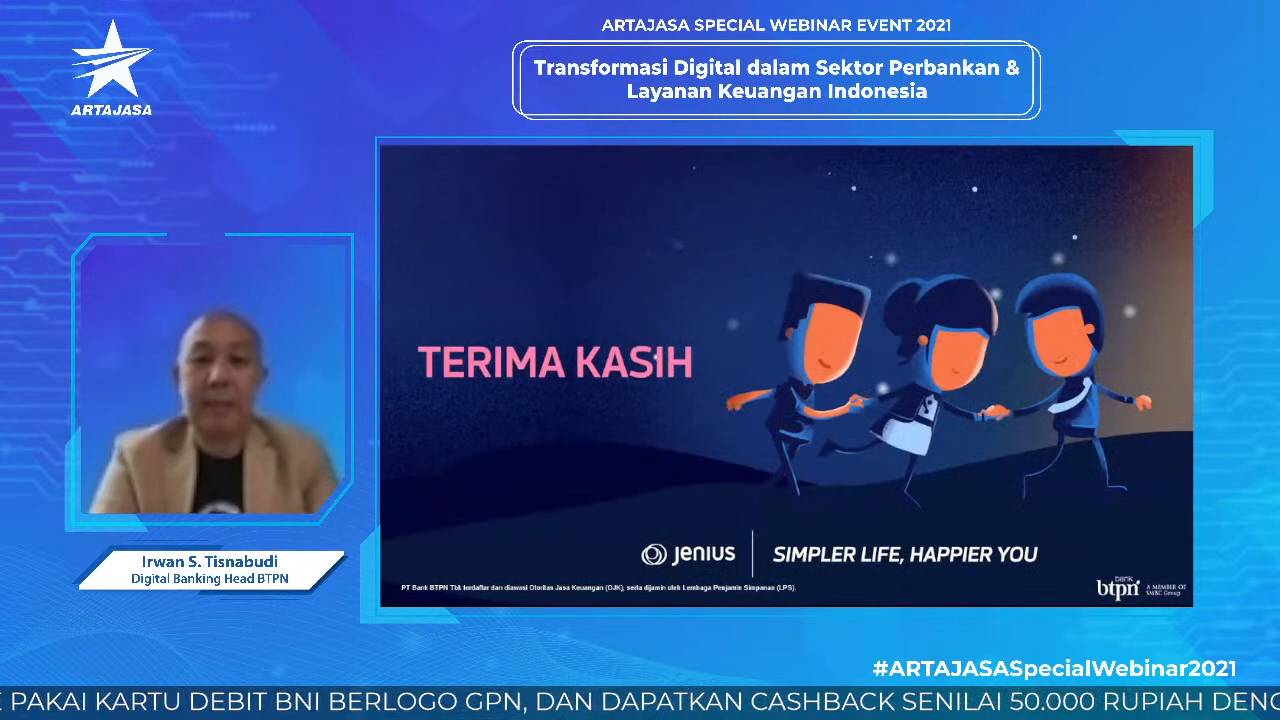 ARTAJASA SPECIAL WEBINAR EVENT 2021
Transformasi Digital dalam Sektor Perbankan &
Layanan Keuangan Indonesia
ARTAJASA
TERIMA KASIH
Irwan S. Tisnabudi
Digital Banking Head BTPN
jenius
SIMPLER LIFE, HAPPIER YOU
PT Bank BTPN Tbk terdaftar dan diawasi Otoritas Jasa Keuangan (OJK), serta dijamin oleh Lembaga Penjamin Simpanan (LPS).
bank
btpn
A MEMBER OF
SMBC Group
#ARTAJASASpecialWebinar2021
PAKAI KARTU DEBIT BNI BERLOGO GPN, DAN DAPATKAN CASHBACK SENILAI 50.000 RUPIAH